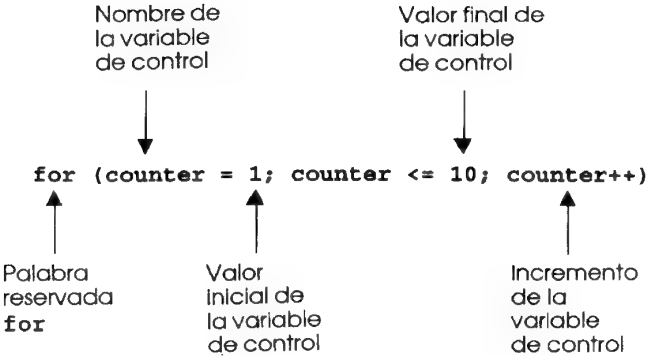 Nombre de
la variable
de control
Valor final de
la variable
de control
for (counter = 1; counter <= 10; counter++)
Palabra
reservada
for
Valor
inicial de
la variable
de control
Incremento
de la
variable
de control